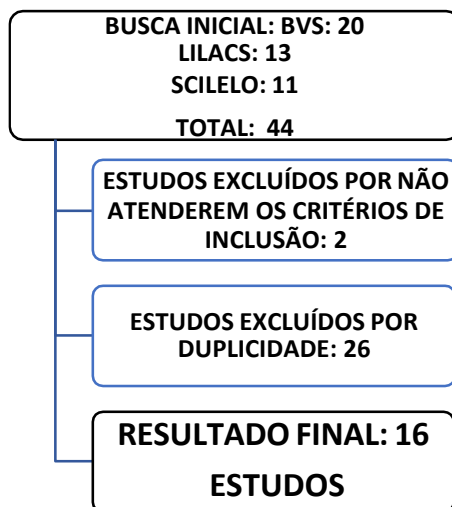 BUSCA INICIAL: BVS: 20
LILACS: 13
SCILELO: 11
TOTAL: 44
ESTUDOS EXCLUÍDOS POR NÃO
ATENDEREM OS CRITÉRIOS DE
INCLUSÃO: 2
ESTUDOS EXCLUÍDOS POR
DUPLICIDADE: 26
RESULTADO FINAL: 16
ESTUDOS